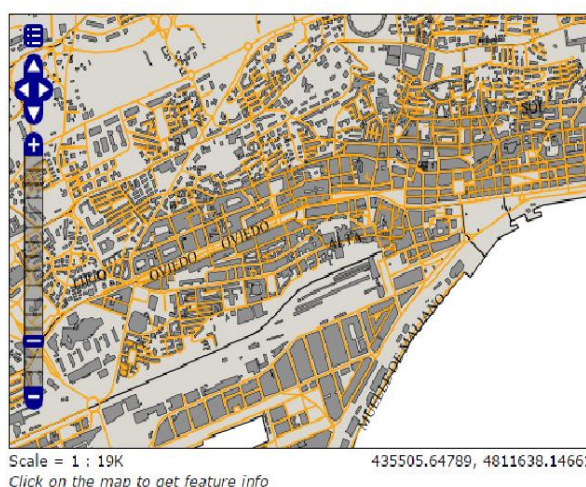 SOL
OVIEDO
OVIEDO
ALTA
MUELLE DE MALIAÑO
Scale = 1 : 19K
435505.64789, 4811638.1466
Click on the map to get feature info